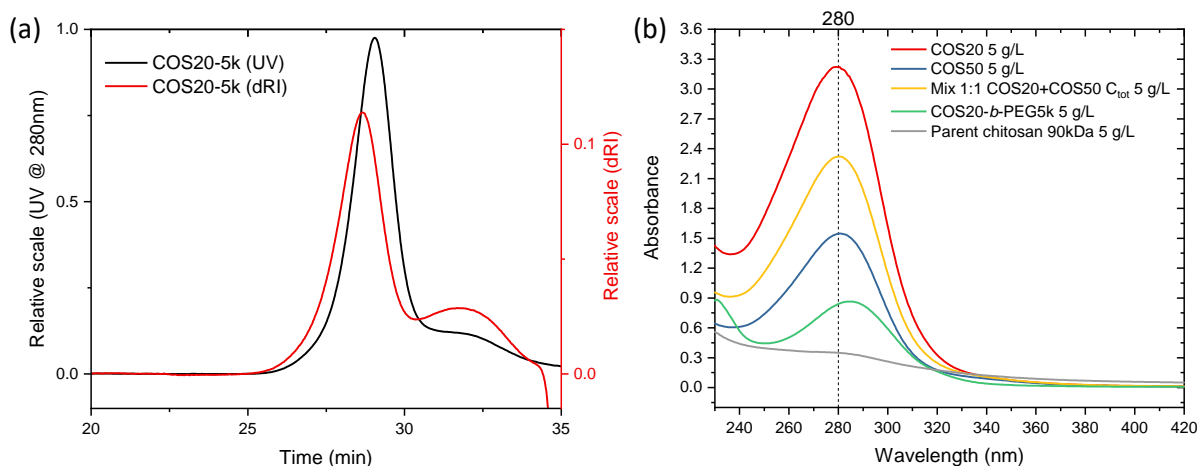 (a)
Relative scale (UV @ 280nm)
1.0
0.5
0.0
COS20-5k (UV)
COS20-5k (dRI)
0.1
0.0
Relative scale (dRI)
20
25
30
35
Time (min)
(b)
280
Absorbance
3.6
3.3
3.0
2.7
2.4
2.1
1.8
1.5
1.2
0.9
0.6
0.3
0.0
COS20 5 g/L
COS50 5 g/L
Mix 1:1 COS20+COS50 Ctot 5 g/L
COS20-b-PEG5k 5 g/L
Parent chitosan 90kDa 5 g/L
240 260 280 300 320 340 360 380 400 420
Wavelength (nm)